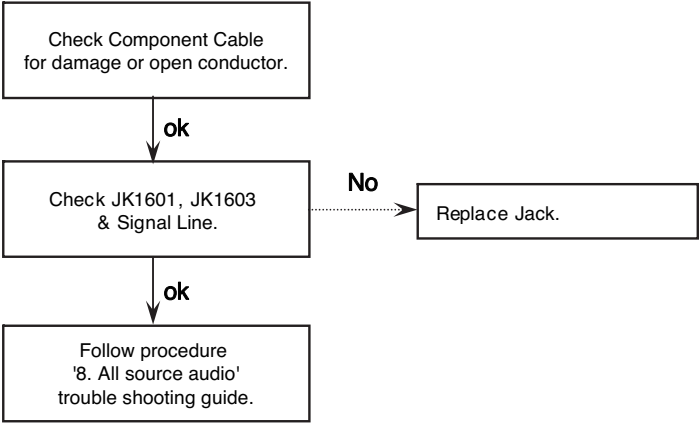 Check Component Cable
for damage or open conductor.
ok
Check JK1601, JK1603
& Signal Line.
No
Replace Jack.
ok
Follow procedure
'8. All source audio'
trouble shooting guide.